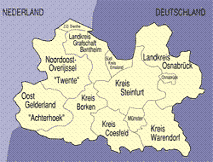 NEDERLAND
DEUTSCHLAND
Landkreis
Grafschaft
Bentheim
Noordoost-
Overijssel
"Twente"
Landkreis
Osnabrück
Osnabrück
Kreis
Steinfurt
Oost
Gelderland
"Achterhoek"
Kreis
Borken
Kreis
Coesfeld
Münster
Kreis
Warendorf